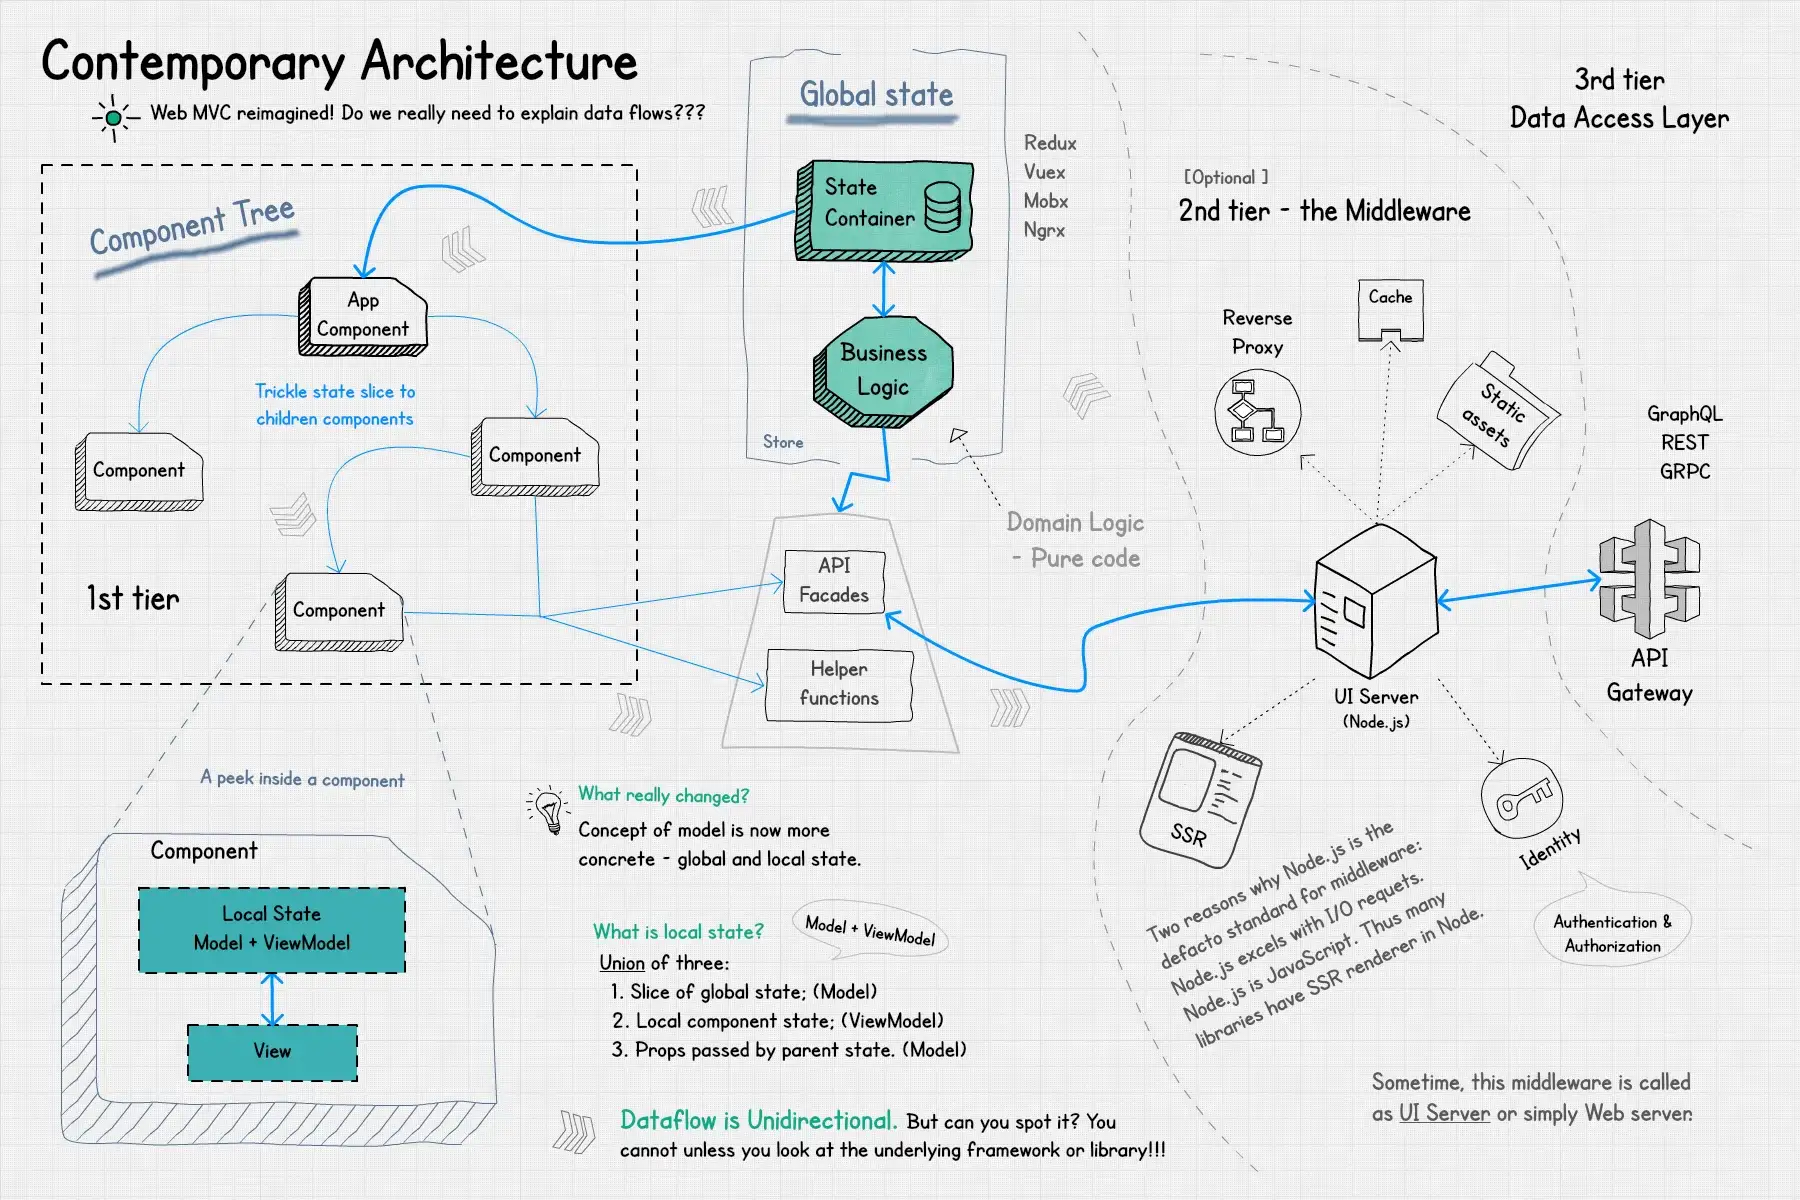 Contemporary Architecture
Web MVC reimagined! Do we really need to explain data flows???
Component Tree
App
Component
Trickle state slice to
children components
Component
Component
1st tier
Component
A peek inside a component
Component
Local State
Model + ViewModel
View
Global state
State
Container
Business
Logic
Store
Redux
Vuex
Mobx
Ngrx
Domain Logic
- Pure code
API
Facades
Helper
functions
What really changed?
Concept of model is now more
concrete - global and local state.
What is local state?
Model + ViewModel
Union of three:
1. Slice of global state; (Model)
2. Local component state; (ViewModel)
3. Props passed by parent state. (Model)
Dataflow is Unidirectional. But can you spot it? You
cannot unless you look at the underlying framework or library!!!
[Optional ]
2nd tier - the Middleware
Reverse
Proxy
Cache
Static
assets
UI Server
(Node.js)
SSR
Identity
Authentication &
Authorization
Two reasons why Node.js is the
defacto standard for middleware:
Node.js excels with I/O requets.
Node.js is JavaScript. Thus many
libraries have SSR renderer in Node.
Sometime, this middleware is called
as UI Server or simply Web server.
3rd tier
Data Access Layer
GraphQL
REST
GRPC
API
Gateway